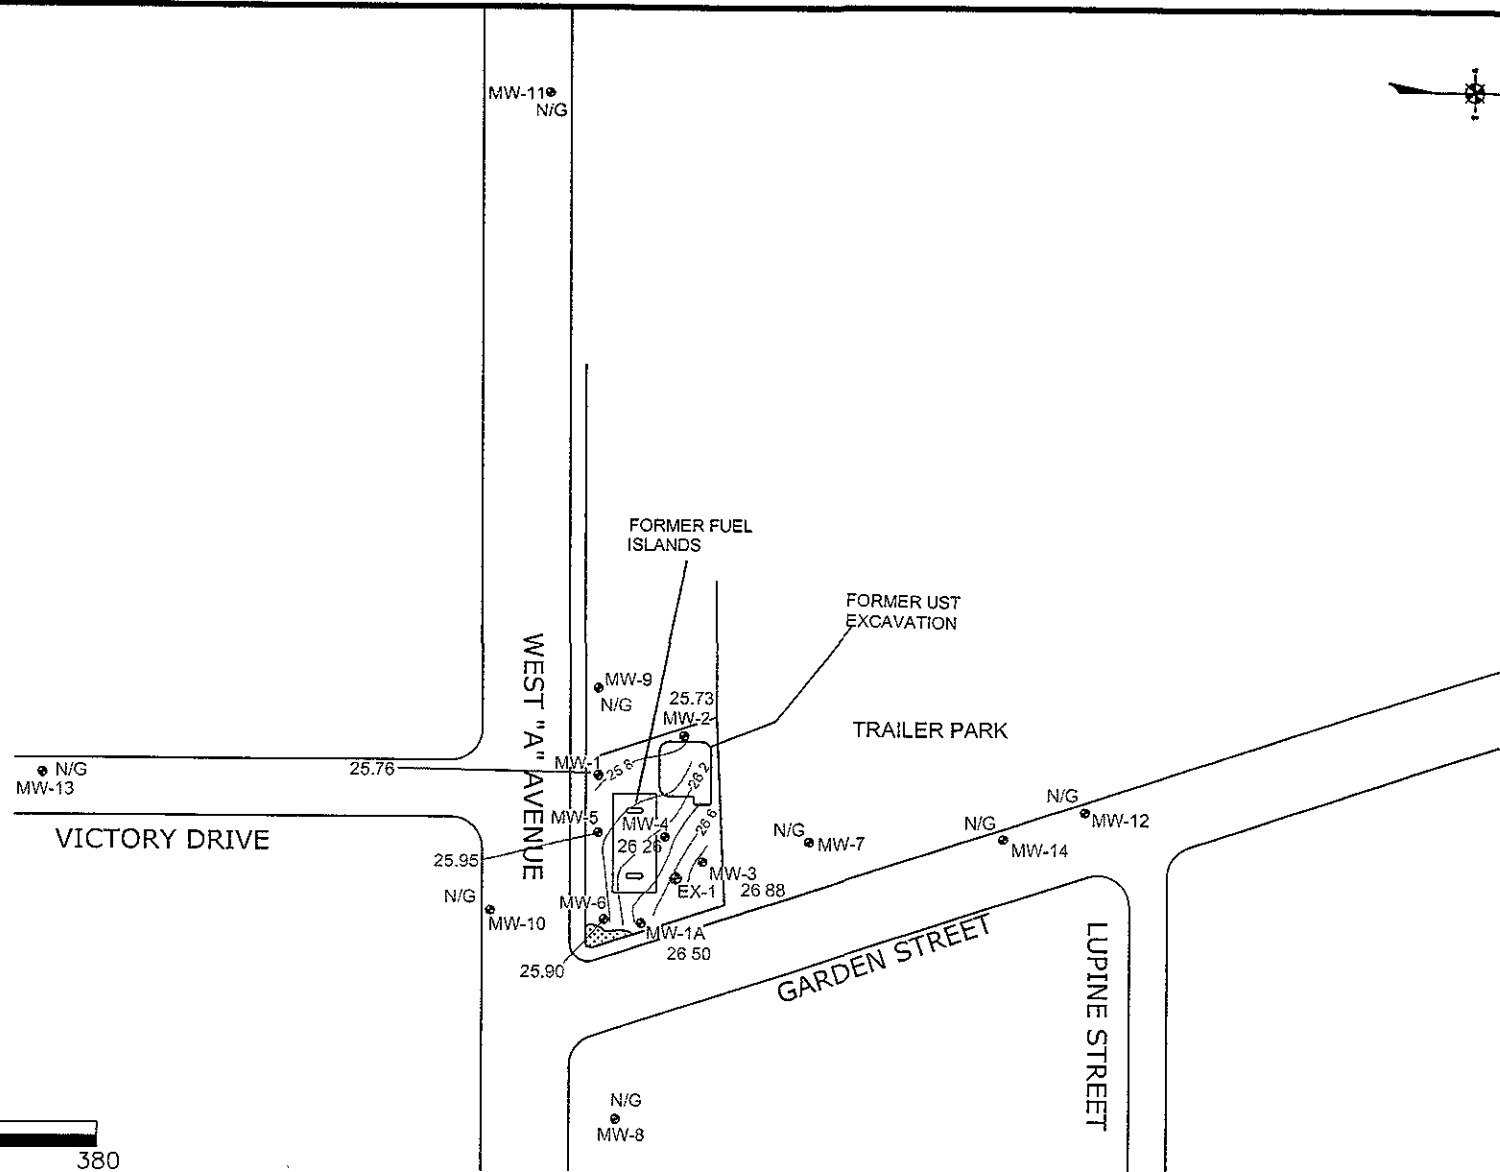 MW-11
N/G
FORMER FUEL
ISLANDS
FORMER UST
EXCAVATION
WEST "A" AVENUE
MW-9
N/G
25.73
MW-2
TRAILER PARK
MW-1
25.76
25 8
26 2
N/G
MW-13
VICTORY DRIVE
MW-5
25.95
MW-4
26 26
26 6
N/G
MW-7
N/G
MW-12
N/G
MW-14
MW-3
26 88
EX-1
N/G
MW-10
MW-6
25.90
MW-1A
26 50
GARDEN STREET
LUPINE STREET
N/G
MW-8
380